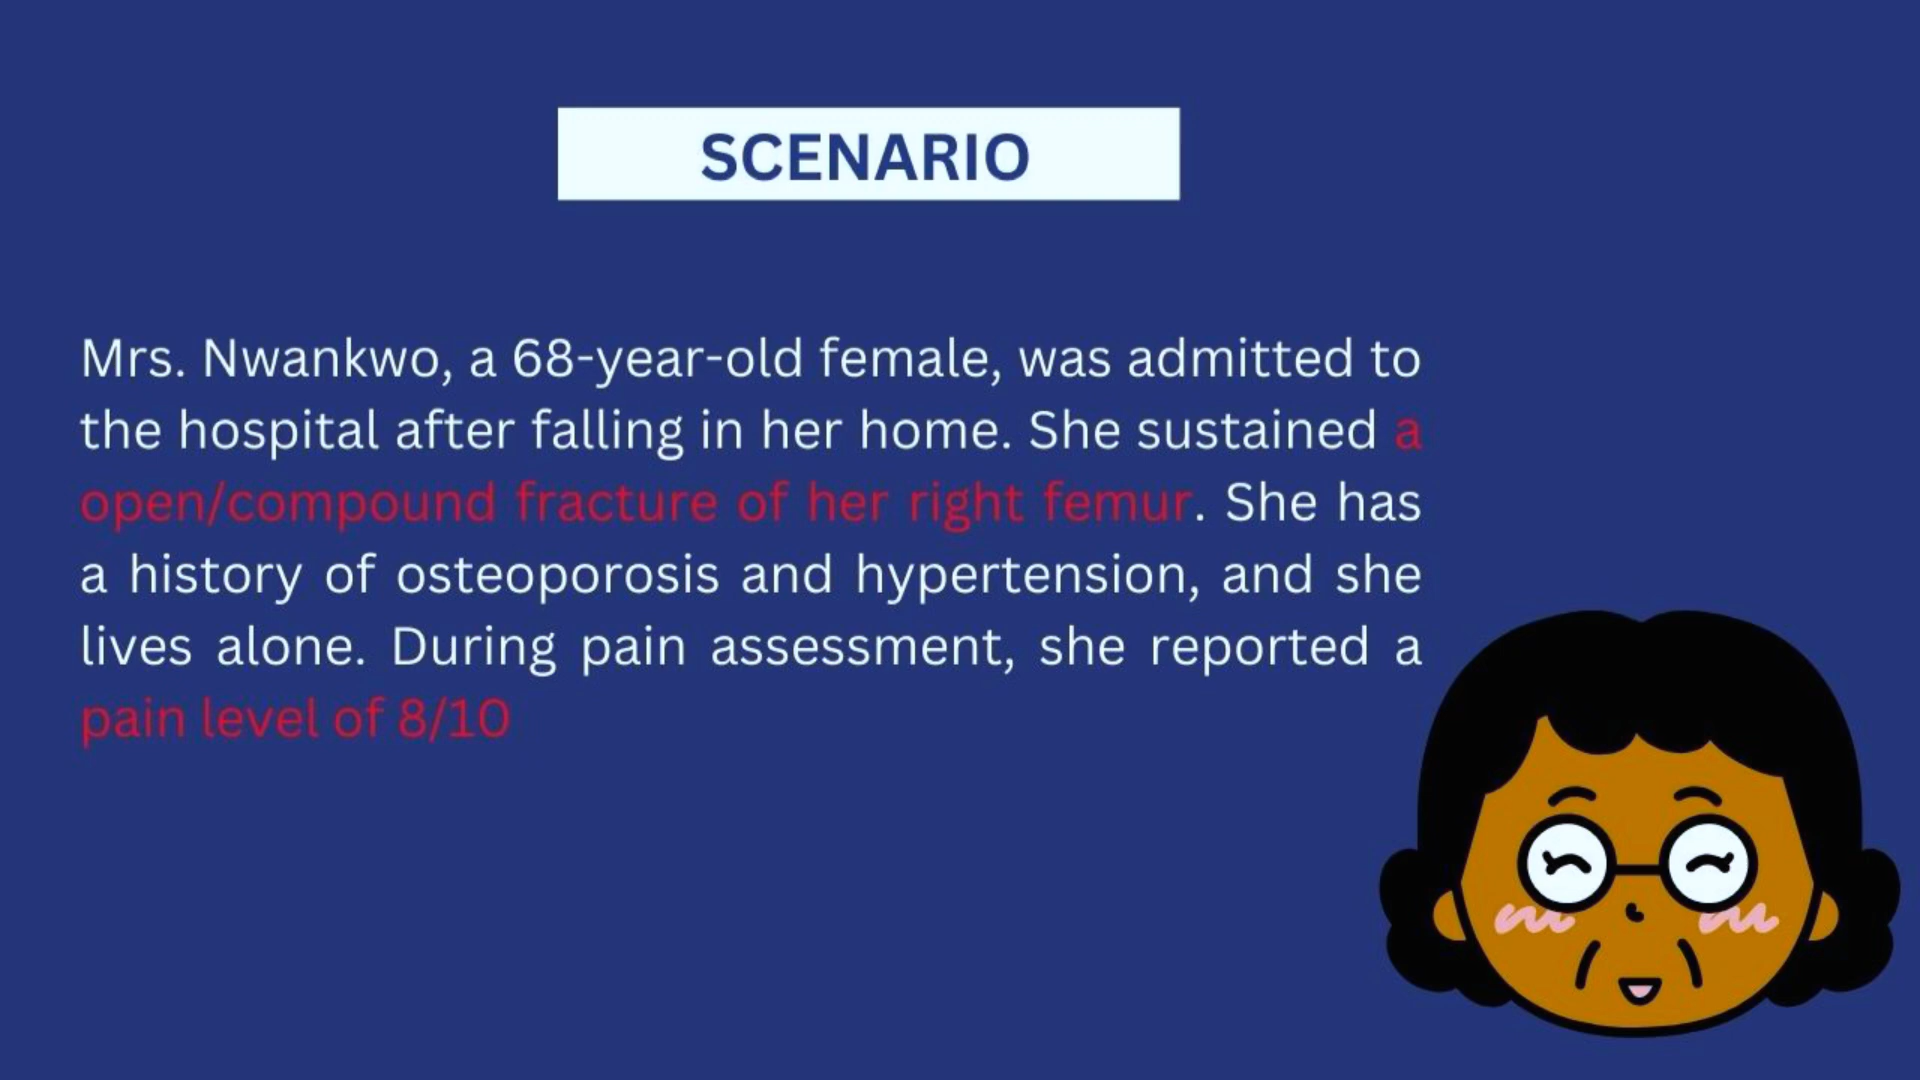 SCENARIO
Mrs. Nwankwo, a 68-year-old female, was admitted to
the hospital after falling in her home. She sustained a
open/compound fracture of her right femur. She has
a history of osteoporosis and hypertension, and she
lives alone. During pain assessment, she reported a
pain level of 8/10